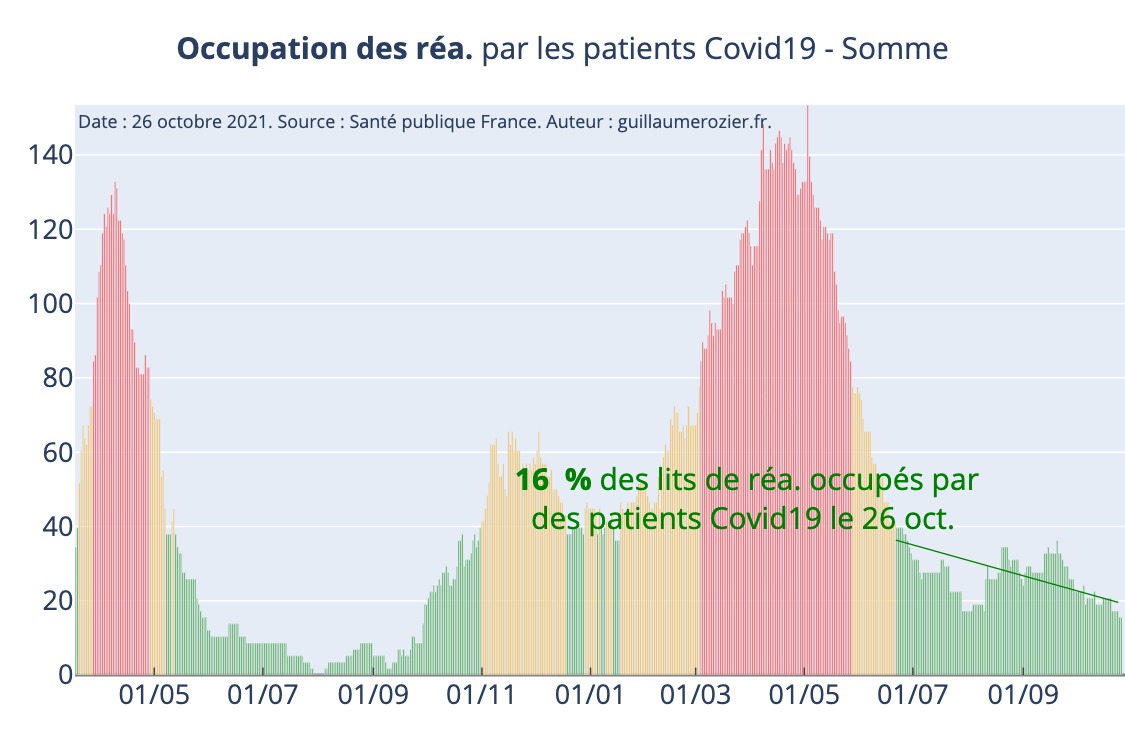 Occupation des réa. par les patients Covid19 - Somme
Date : 26 octobre 2021. Source : Santé publique France. Auteur : guillaumerozier.fr.
140
120
100
80
60
16 % des lits de réa. occupés par
des patients Covid19 le 26 oct.
40
20
0
01/05 01/07 01/09 01/11 01/01 01/03 01/05 01/07 01/09